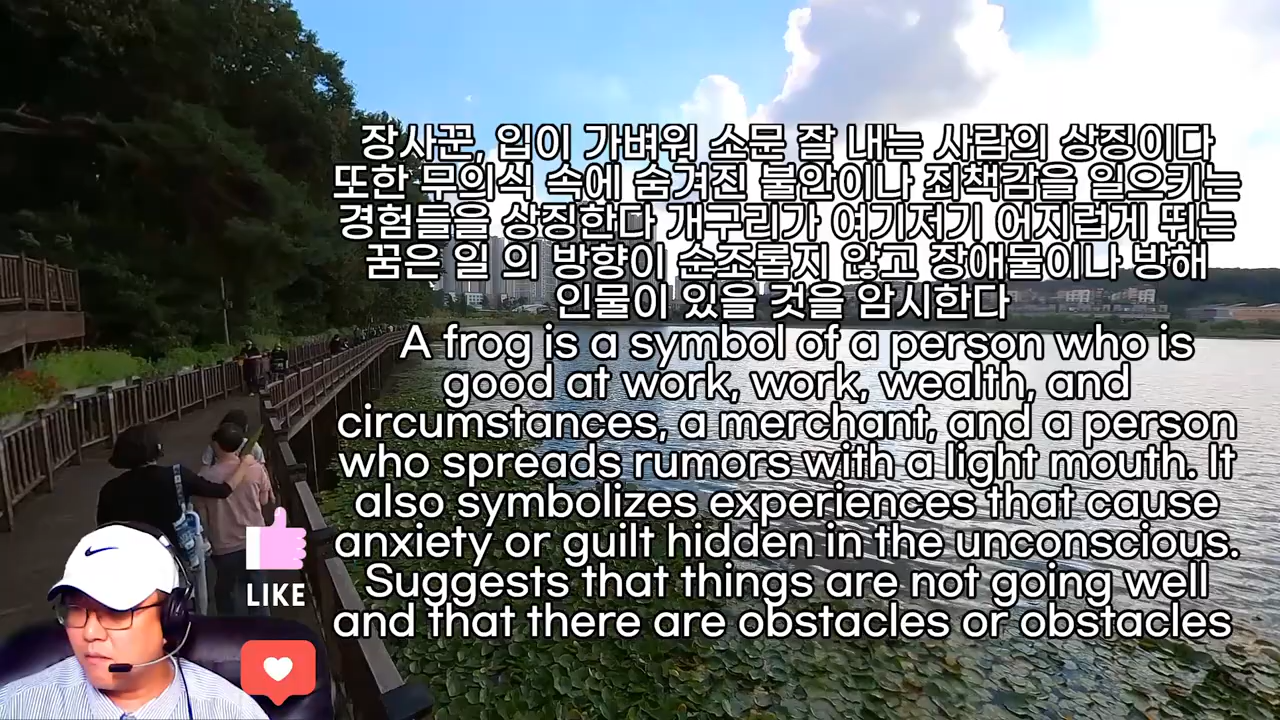 장사꾼, 입이 가벼워 소문 잘 내는 사람의 상징이다
또한 무의식 속에 숨겨진 불안이나 죄책감을 일으키는
경험들을 상징한다 개구리가 여기저기 어지럽게 뛰는
꿈은 일 의 방향이 순조롭지 않고 장애물이나 방해
인물이 있을 것을 암시한다
A frog is a symbol of a person who is
good at work, work, wealth, and
circumstances, a merchant, and a person
who spreads rumors with a light mouth. It
also symbolizes experiences that cause
anxiety or guilt hidden in the unconscious.
Suggests that things are not going well
and that there are obstacles or obstacles
LIKE